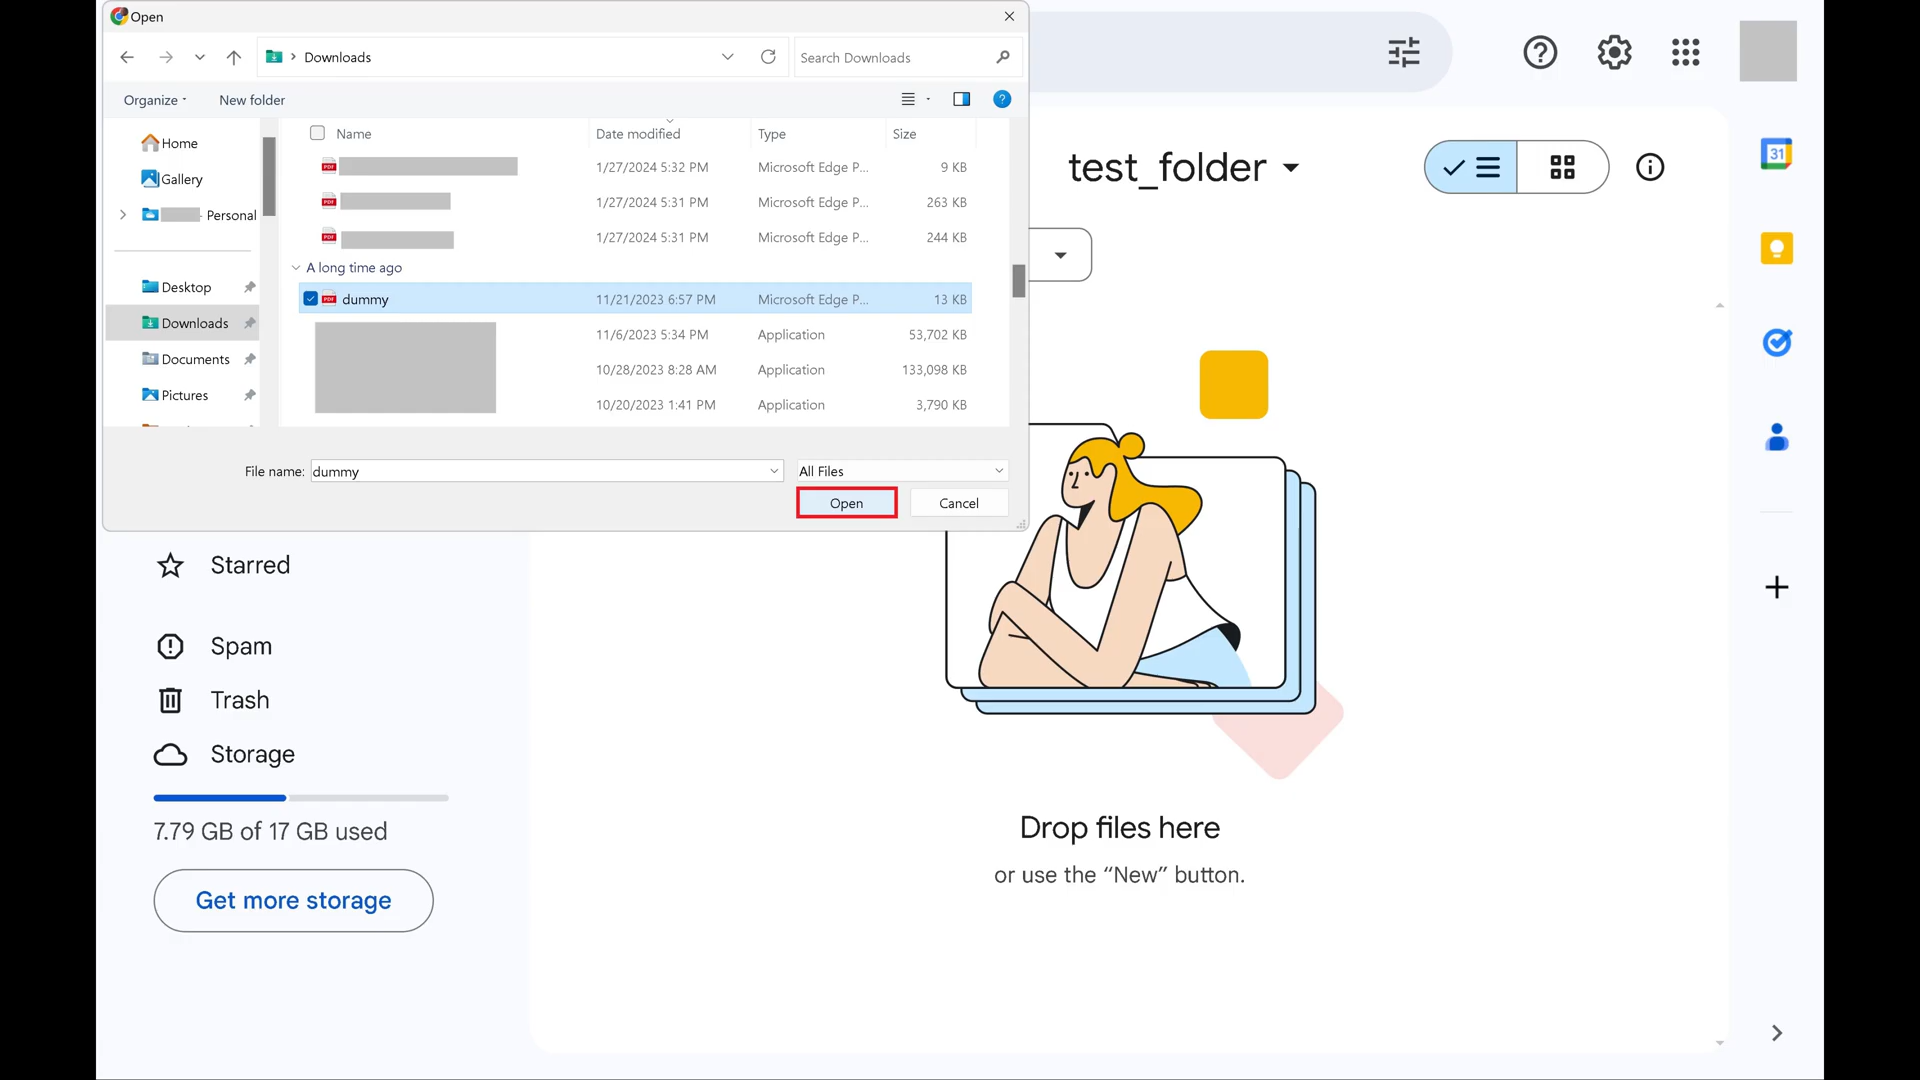 Open
Downloads
Search Downloads
Organize
New folder
Name
Date modified
Type
Size
Home
Gallery
- Personal
Desktop
Downloads
Documents
Pictures
PDF
1/27/2024 5:32 PM
Microsoft Edge P...
9 KB
PDF
1/27/2024 5:31 PM
Microsoft Edge P...
263 KB
PDF
1/27/2024 5:31 PM
Microsoft Edge P...
244 KB
A long time ago
PDF
dummy
11/21/2023 6:57 PM
Microsoft Edge P...
13 KB
11/6/2023 5:34 PM
Application
53,702 KB
10/28/2023 8:28 AM
Application
133,098 KB
10/20/2023 1:41 PM
Application
3,790 KB
File name:
dummy
All Files
Open
Cancel
test_folder
31
Starred
Spam
Trash
Storage
7.79 GB of 17 GB used
Get more storage
Drop files here
or use the “New” button.